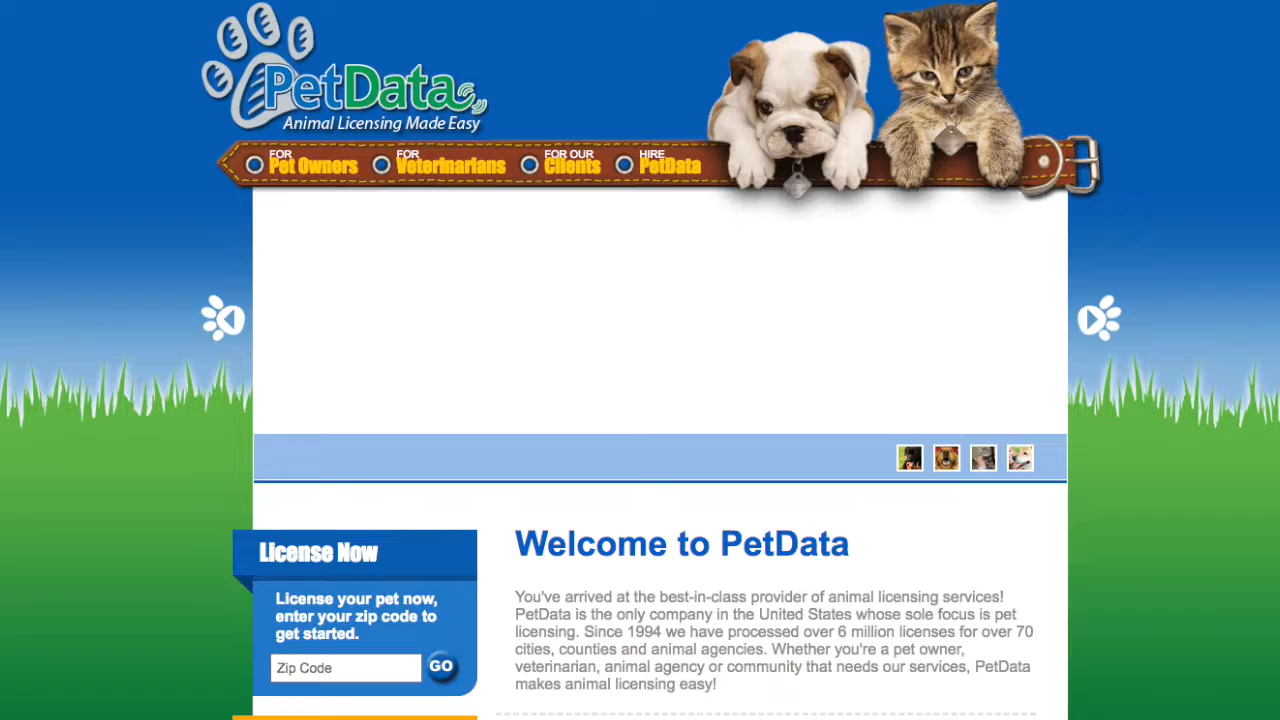 PetData
Animal Licensing Made Easy
FOR
Pet Owners
FOR
Veterinarians
FOR OUR
Clients
HIRE
PetData
License Now
License your pet now,
enter your zip code to
get started.
Zip Code
GO
Welcome to PetData
You've arrived at the best-in-class provider of animal licensing services!
PetData is the only company in the United States whose sole focus is pet
licensing. Since 1994 we have processed over 6 million licenses for over 70
cities, counties and animal agencies. Whether you're a pet owner,
veterinarian, animal agency or community that needs our services, PetData
makes animal licensing easy!